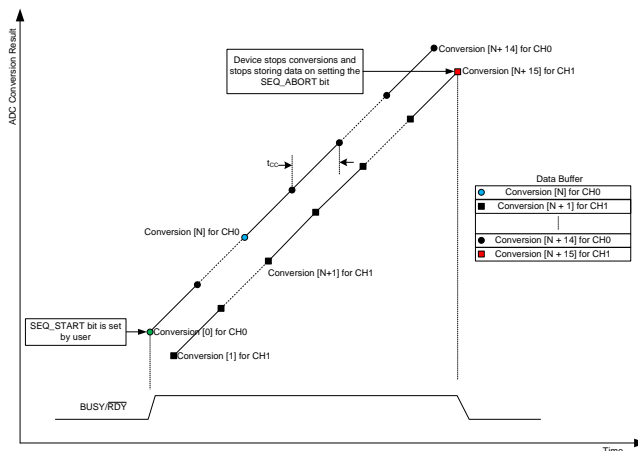 ADC Conversion Result
Device stops conversions and
stops storing data on setting the
SEQ_ABORT bit
Conversion [N+ 14] for CH0
Conversion [N+ 15] for CH1
tCC
Data Buffer
Conversion [N] for CH0
Conversion [N + 1] for CH1
Conversion [N + 14] for CH0
Conversion [N + 15] for CH1
Conversion [N] for CH0
Conversion [N+1] for CH1
SEQ_START bit is set
by user
Conversion [0] for CH0
Conversion [1] for CH1
BUSY/RDY
Time